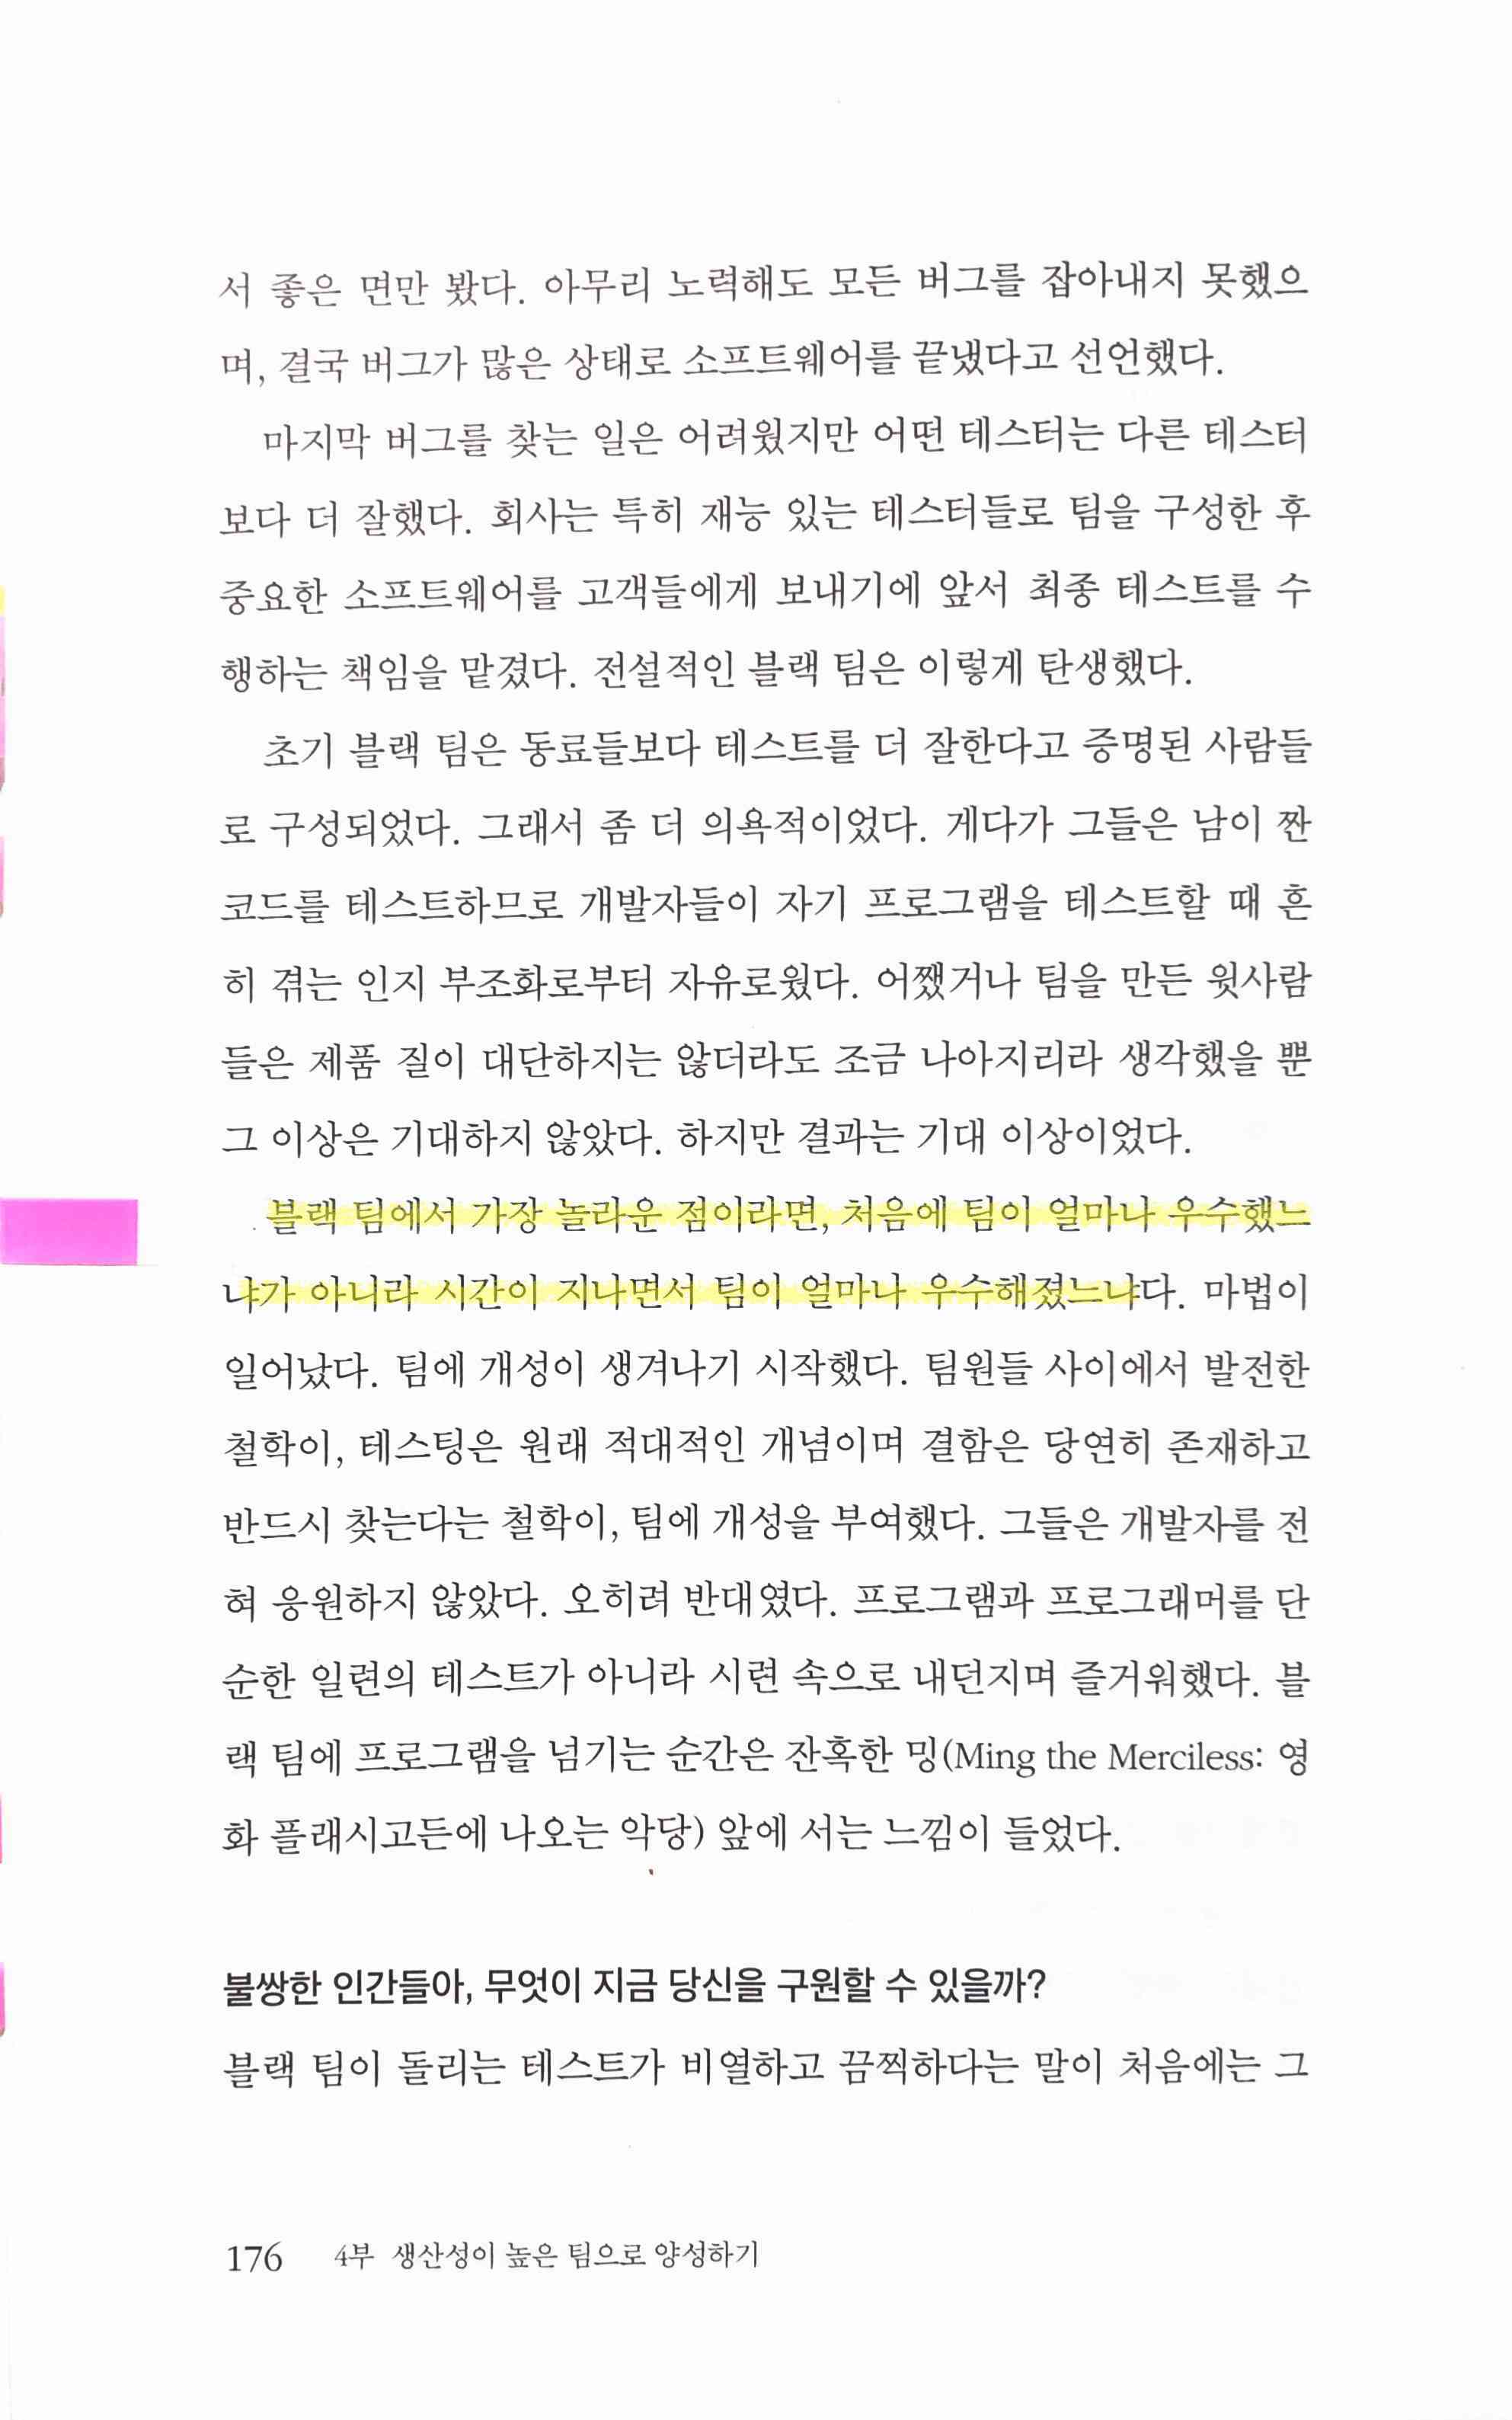 서 좋은 면만 봤다. 아무리 노력해도 모든 버그를 잡아내지 못했으
며, 결국 버그가 많은 상태로 소프트웨어를 끝냈다고 선언했다.
마지막 버그를 찾는 일은 어려웠지만 어떤 테스터는 다른 테스터
보다 더 잘했다. 회사는 특히 재능 있는 테스터들로 팀을 구성한 후
중요한 소프트웨어를 고객들에게 보내기에 앞서 최종 테스트를 수
행하는 책임을 맡겼다. 전설적인 블랙 팀은 이렇게 탄생했다.
초기 블랙 팀은 동료들보다 테스트를 더 잘한다고 증명된 사람들
로 구성되었다. 그래서 좀 더 의욕적이었다. 게다가 그들은 남이 짠
코드를 테스트하므로 개발자들이 자기 프로그램을 테스트할 때 흔
히 겪는 인지 부조화로부터 자유로웠다. 어쨌거나 팀을 만든 윗사람
들은 제품 질이 대단하지는 않더라도 조금 나아지리라 생각했을 뿐
그 이상은 기대하지 않았다. 하지만 결과는 기대 이상이었다.
블랙 팀에서 가장 놀라운 점이라면, 처음에 팀이 얼마나 우수했느
냐가 아니라 시간이 지나면서 팀이 얼마나 우수해졌느냐다. 마법이
일어났다. 팀에 개성이 생겨나기 시작했다. 팀원들 사이에서 발전한
철학이, 테스팅은 원래 적대적인 개념이며 결함은 당연히 존재하고
반드시 찾는다는 철학이, 팀에 개성을 부여했다. 그들은 개발자를 전
혀 응원하지 않았다. 오히려 반대였다. 프로그램과 프로그래머를 단
순한 일련의 테스트가 아니라 시련 속으로 내던지며 즐거워했다. 블
랙 팀에 프로그램을 넘기는 순간은 잔혹한 밍(Ming the Merciless: 영
화 플래시고든에 나오는 악당) 앞에 서는 느낌이 들었다.
불쌍한 인간들아, 무엇이 지금 당신을 구원할 수 있을까?
블랙 팀이 돌리는 테스트가 비열하고 끔찍하다는 말이 처음에는 그
176 4부 생산성이 높은 팀으로 양성하기